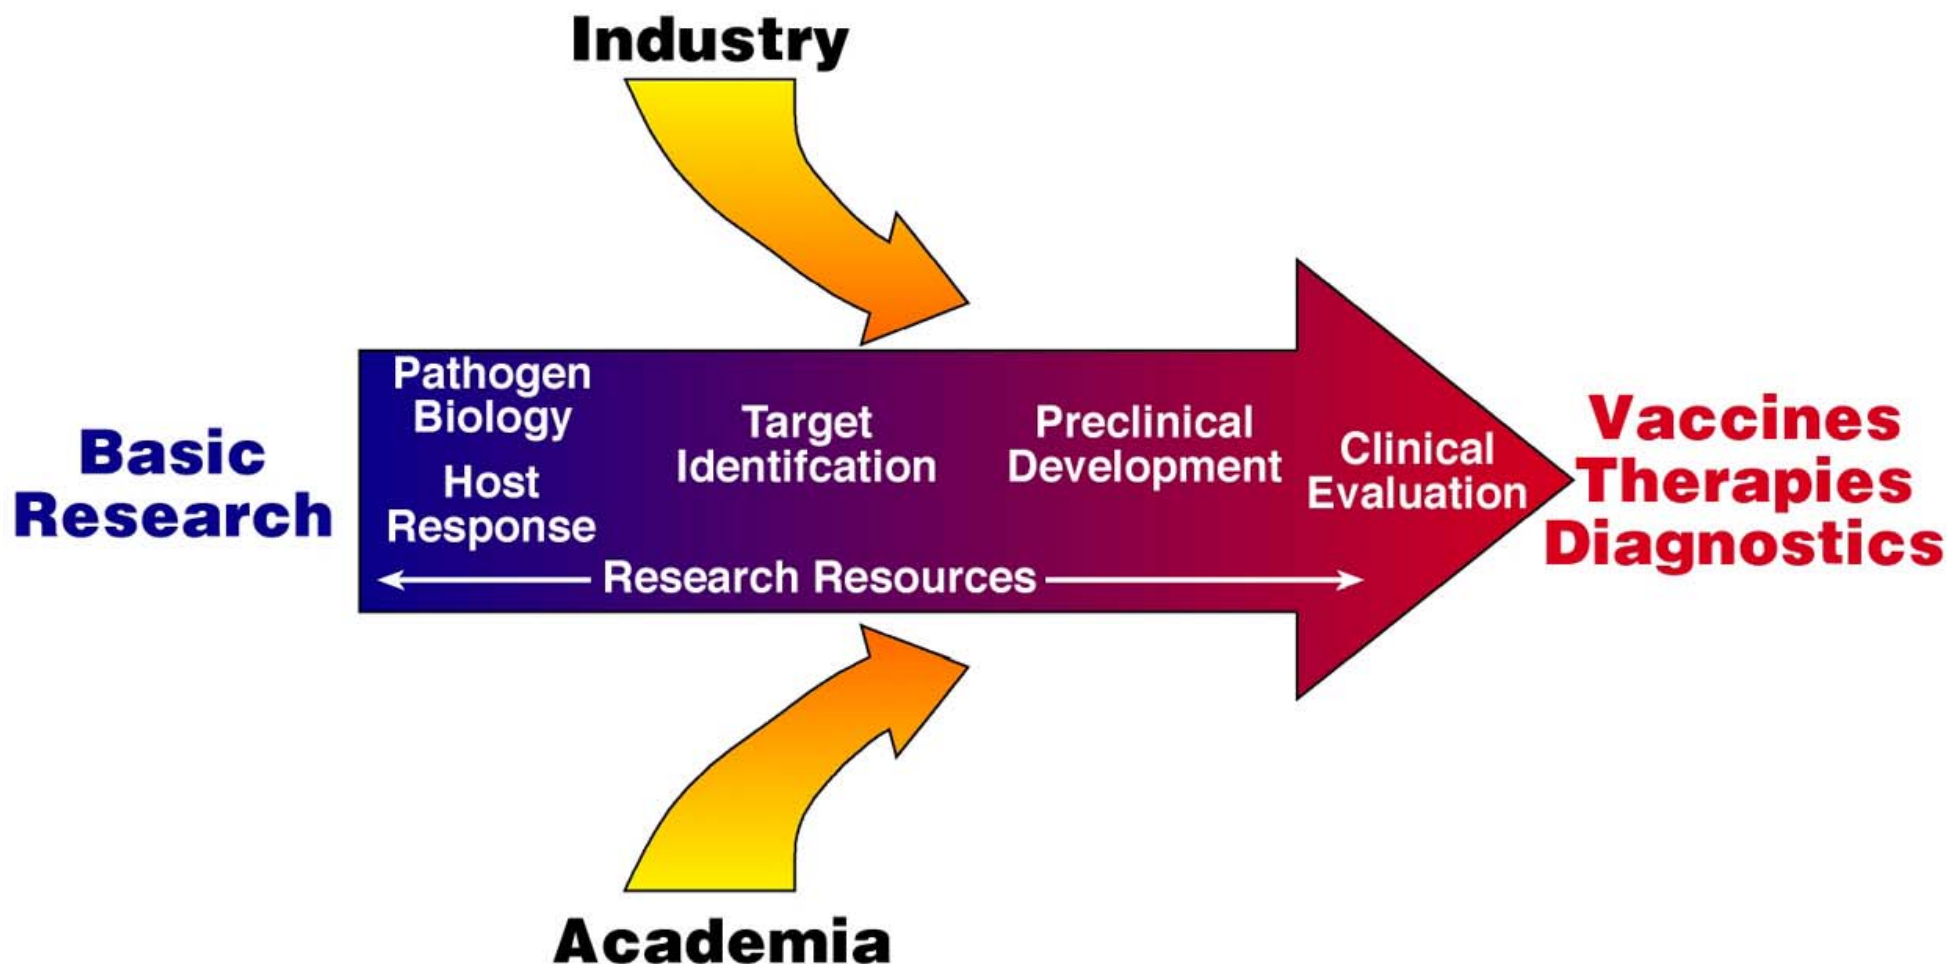 Industry
Basic
Research
Pathogen
Biology
Host
Response
Target
Identifcation
Preclinical
Development
Clinical
Evaluation
Research Resources
Vaccines
Therapies
Diagnostics
Academia